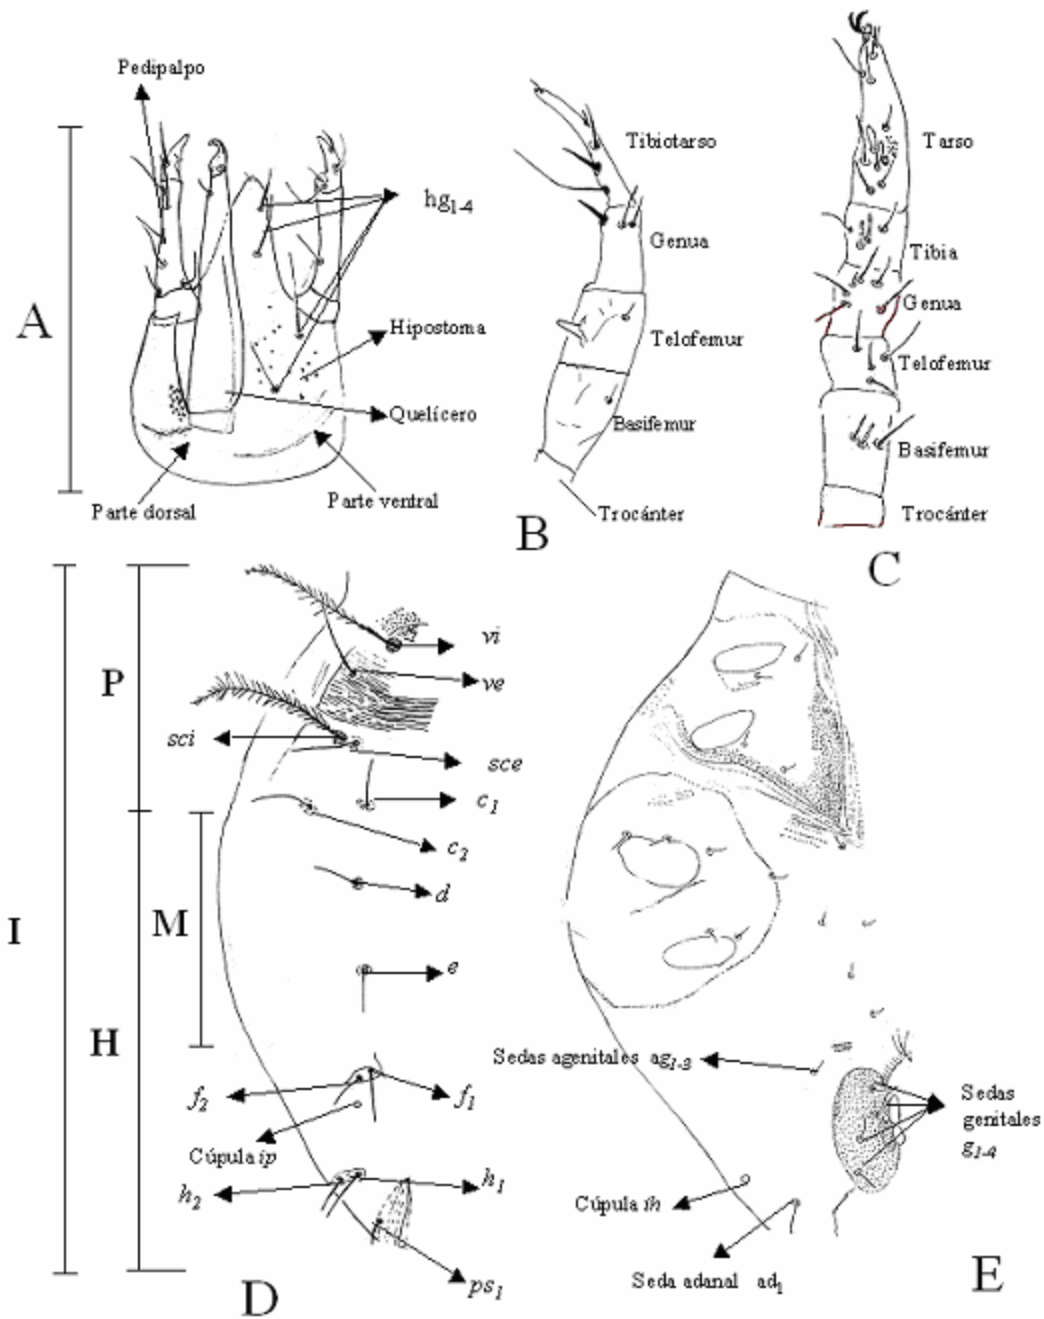 Pedipalpo
hg1-4
Hipostoma
Quelícero
Parte dorsal
Parte ventral
A
Tibiotarso
Genua
Telofemur
Basifemur
Trocánter
B
Tarso
Tibia
Genua
Telofemur
Basifemur
Trocánter
C
I
P
H
M
vi
ve
sci
sce
c1
c2
d
e
f2
f1
Cúpula ip
h2
h1
ps1
D
Sedas agenitales ag1-3
Sedas
genitales
g1-4
Cúpula ih
Seda adanal ad1
E